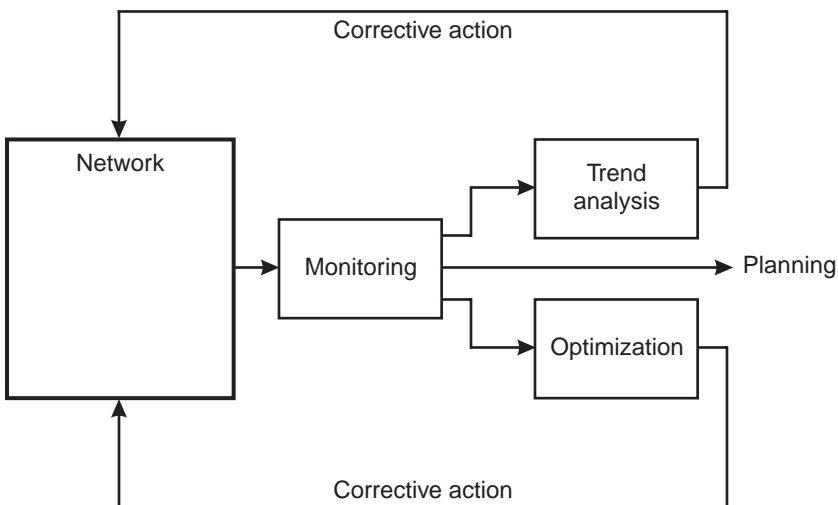 Corrective action
Network
Trend
analysis
Monitoring
Planning
Optimization
Corrective action